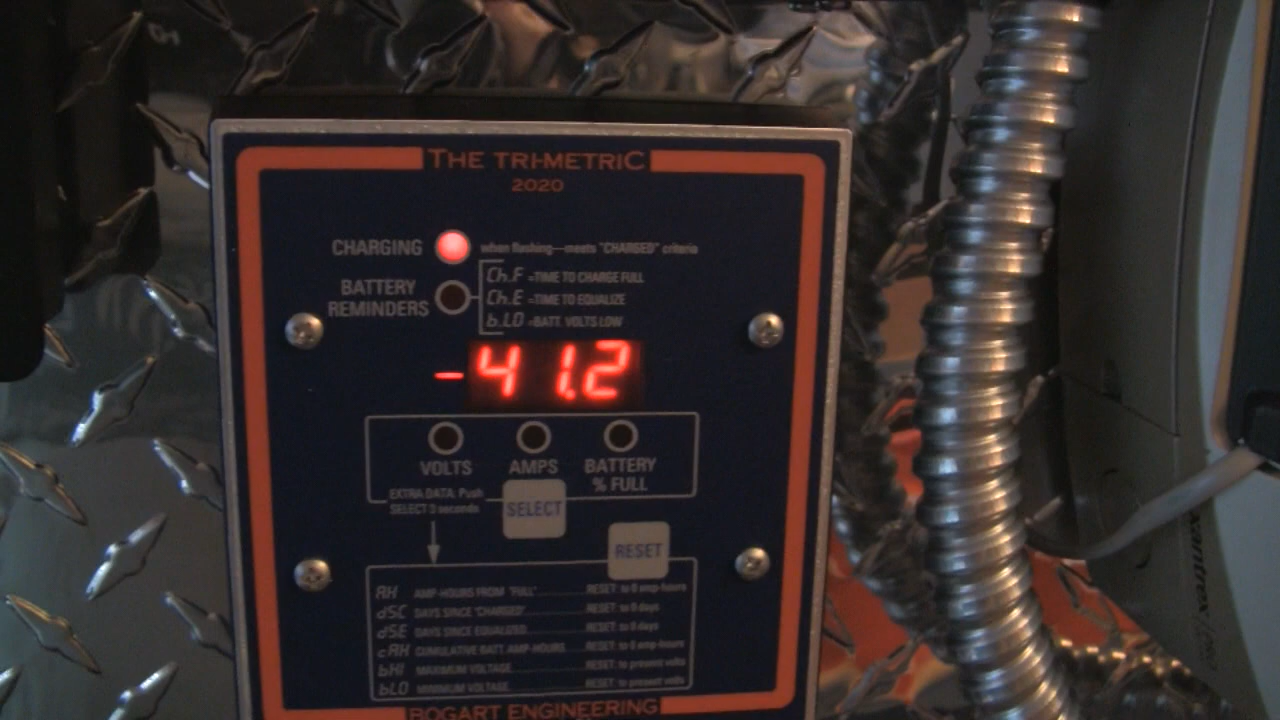 THE TRI-METRIC
2020
CHARGING
when flashing—meets "CHARGED" criteria
BATTERY
REMINDERS
Ch.F =TIME TO CHARGE FULL
Ch.E =TIME TO EQUALIZE
b.LO =BATT. VOLTS LOW
-41.2
VOLTS
AMPS
BATTERY
% FULL
EXTRA DATA: Push
SELECT 3 seconds
SELECT
RESET
AH AMP-HOURS FROM "FULL" RESET: to 0 amp-hours
dSC DAYS SINCE "CHARGED" RESET: to 0 days
dSE DAYS SINCE EQUALIZED RESET: to 0 days
cAH CUMULATIVE BATT. AMP-HOURS RESET: to 0 amp-hours
bHI MAXIMUM VOLTAGE RESET: to present volts
bLO MINIMUM VOLTAGE RESET: to present volts
BOGART ENGINEERING
xantrex